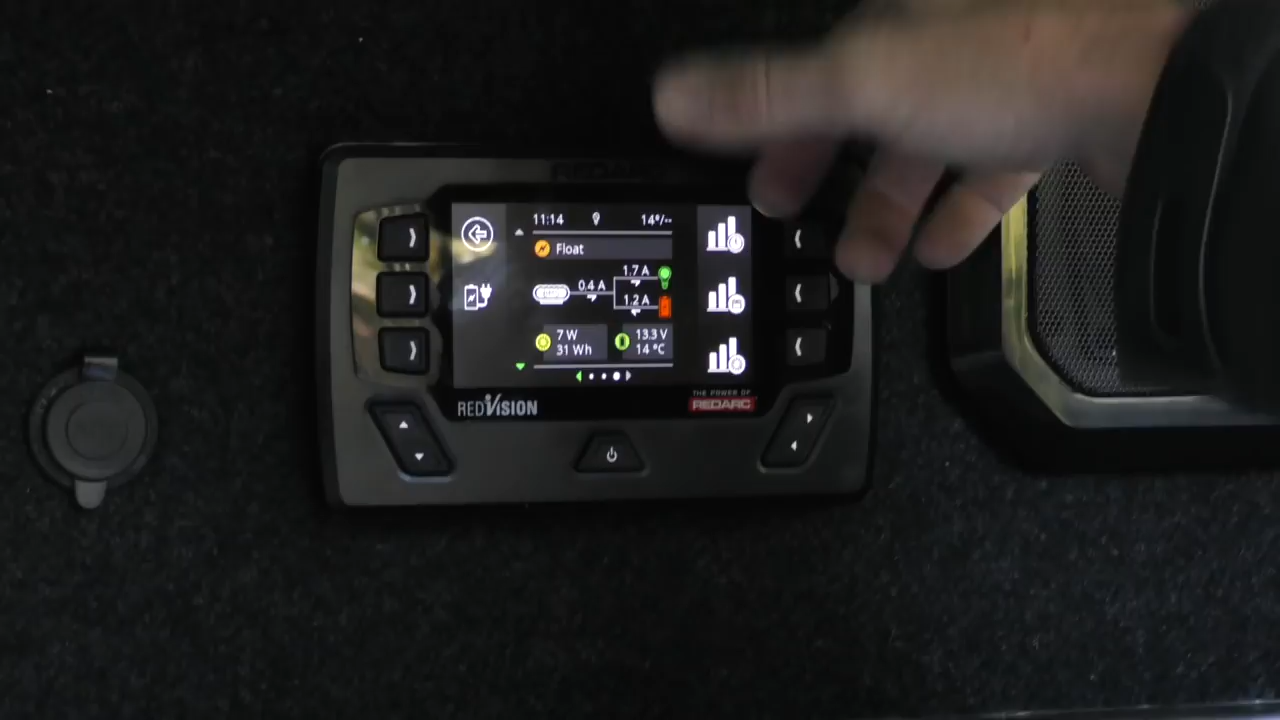 11:14 14°/--
Float
1.7 A
0.4 A
1.2 A
7 W 13.3 V
31 Wh 14 °C
REDVISION
THE POWER OF
REDARC